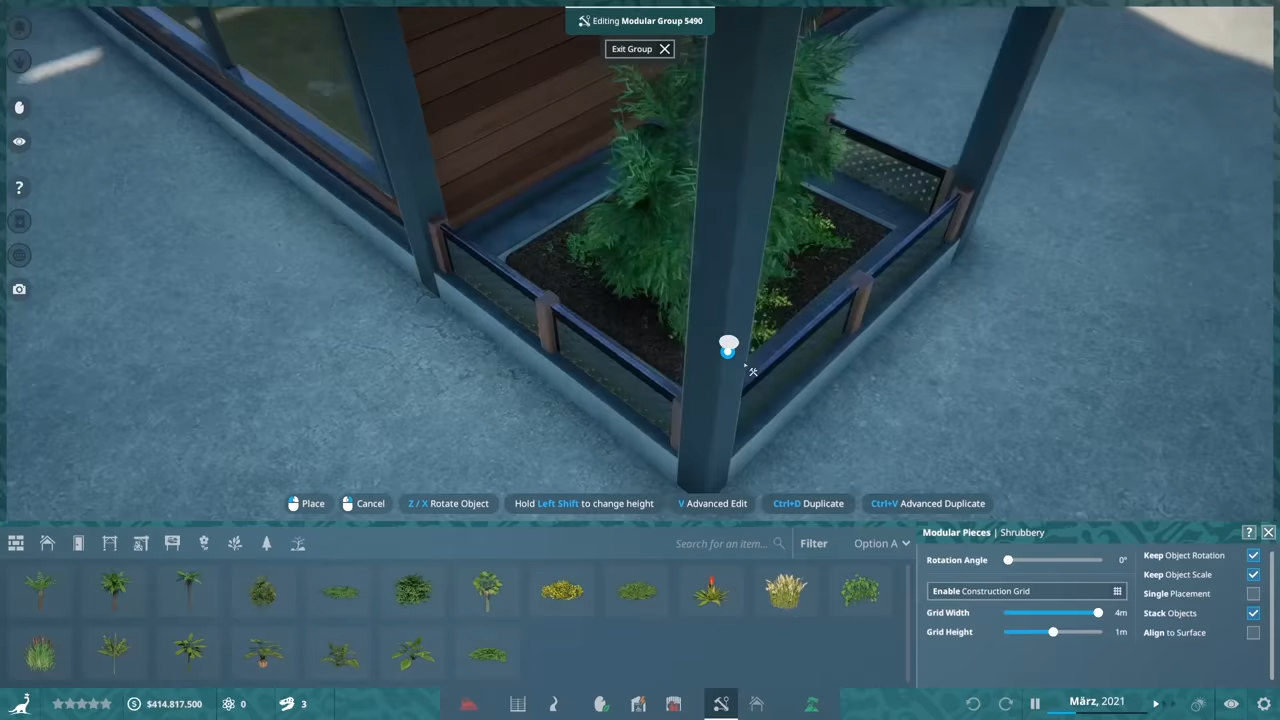 Editing Modular Group 5490
Exit Group
?
Place
Cancel
Z / X Rotate Object
Hold Left Shift to change height
V Advanced Edit
Ctrl+D Duplicate
Ctrl+V Advanced Duplicate
Search for an item...
Filter
Option A
Modular Pieces | Shrubbery
?
Rotation Angle
0°
Enable Construction Grid
Grid Width
4m
Grid Height
1m
Keep Object Rotation
Keep Object Scale
Single Placement
Stack Objects
Align to Surface
$414.817.500
0
3
März, 2021